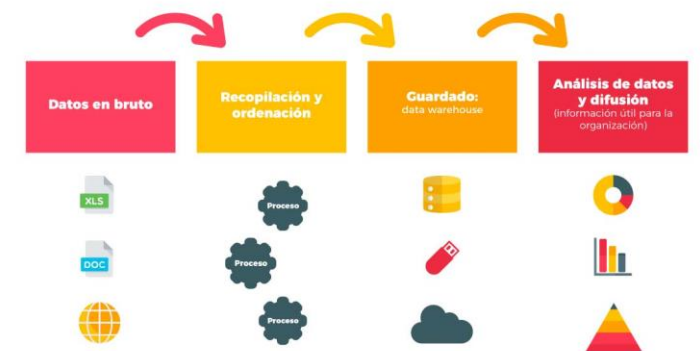 Datos en bruto
Recopilación y
ordenación
Guardado:
data warehouse
Análisis de datos
y difusión
(información útil para la
organización)
XLS
Proceso
DOC
Proceso
Proceso